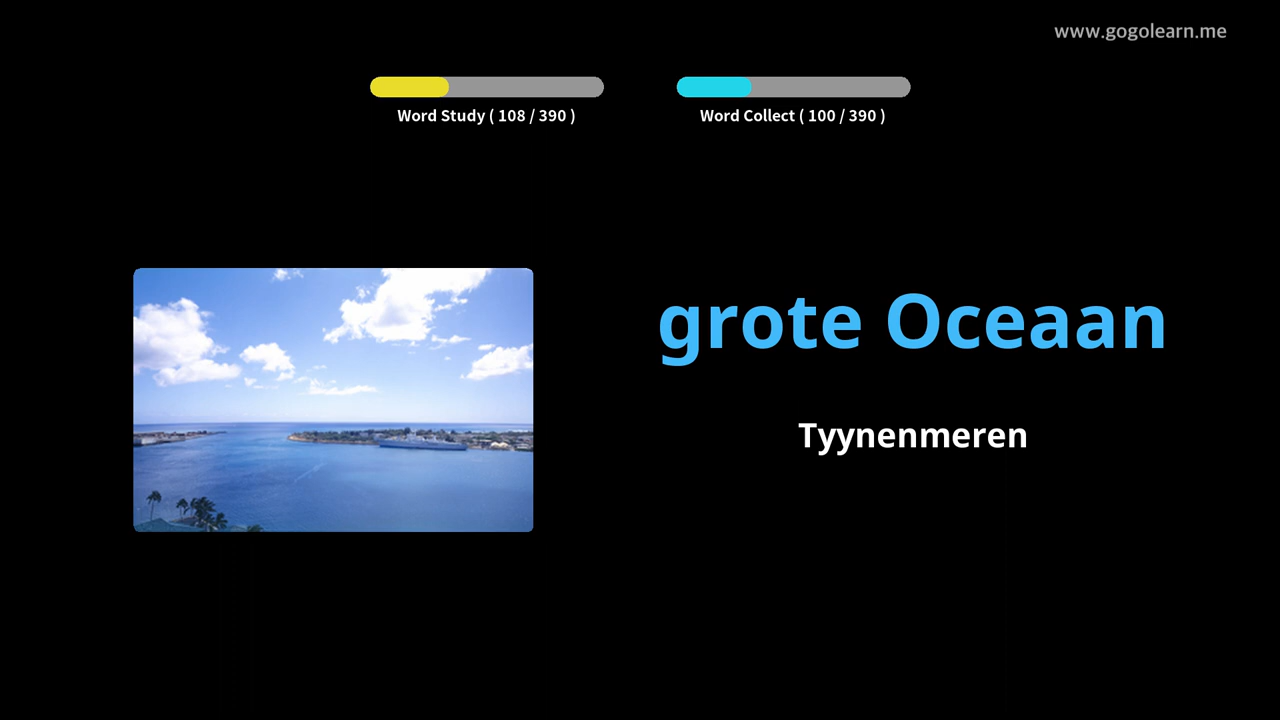 www.gogolearn.me
Word Study ( 108 / 390 )
Word Collect ( 100 / 390 )
grote Oceaan
Tyynenmeren